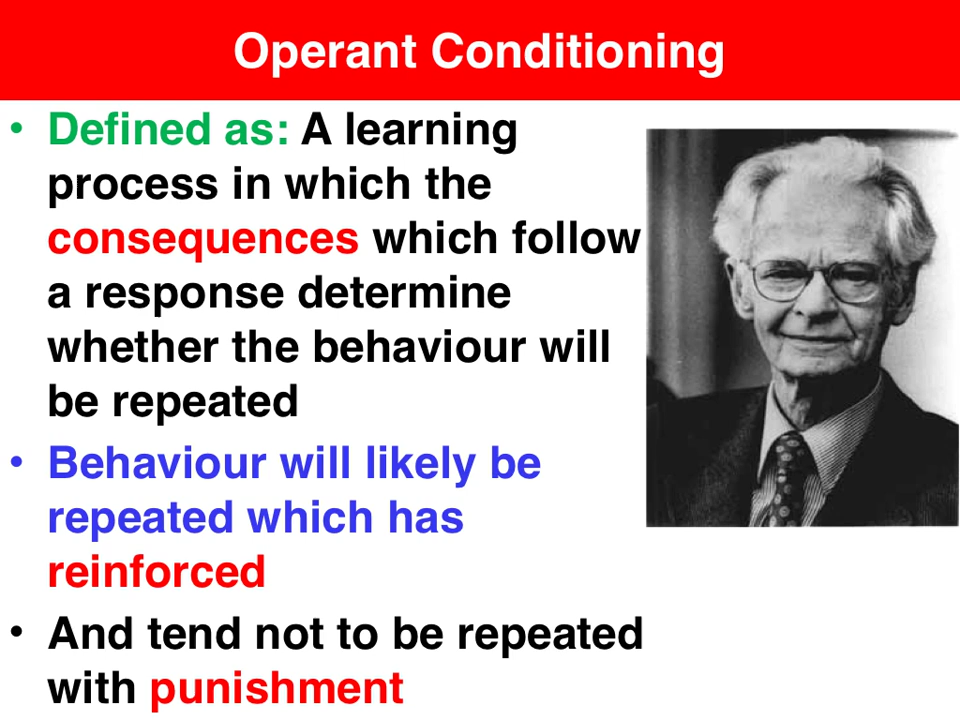 Operant Conditioning
• Defined as: A learning
process in which the
consequences which follow
a response determine
whether the behaviour will
be repeated
• Behaviour will likely be
repeated which has
reinforced
• And tend not to be repeated
with punishment